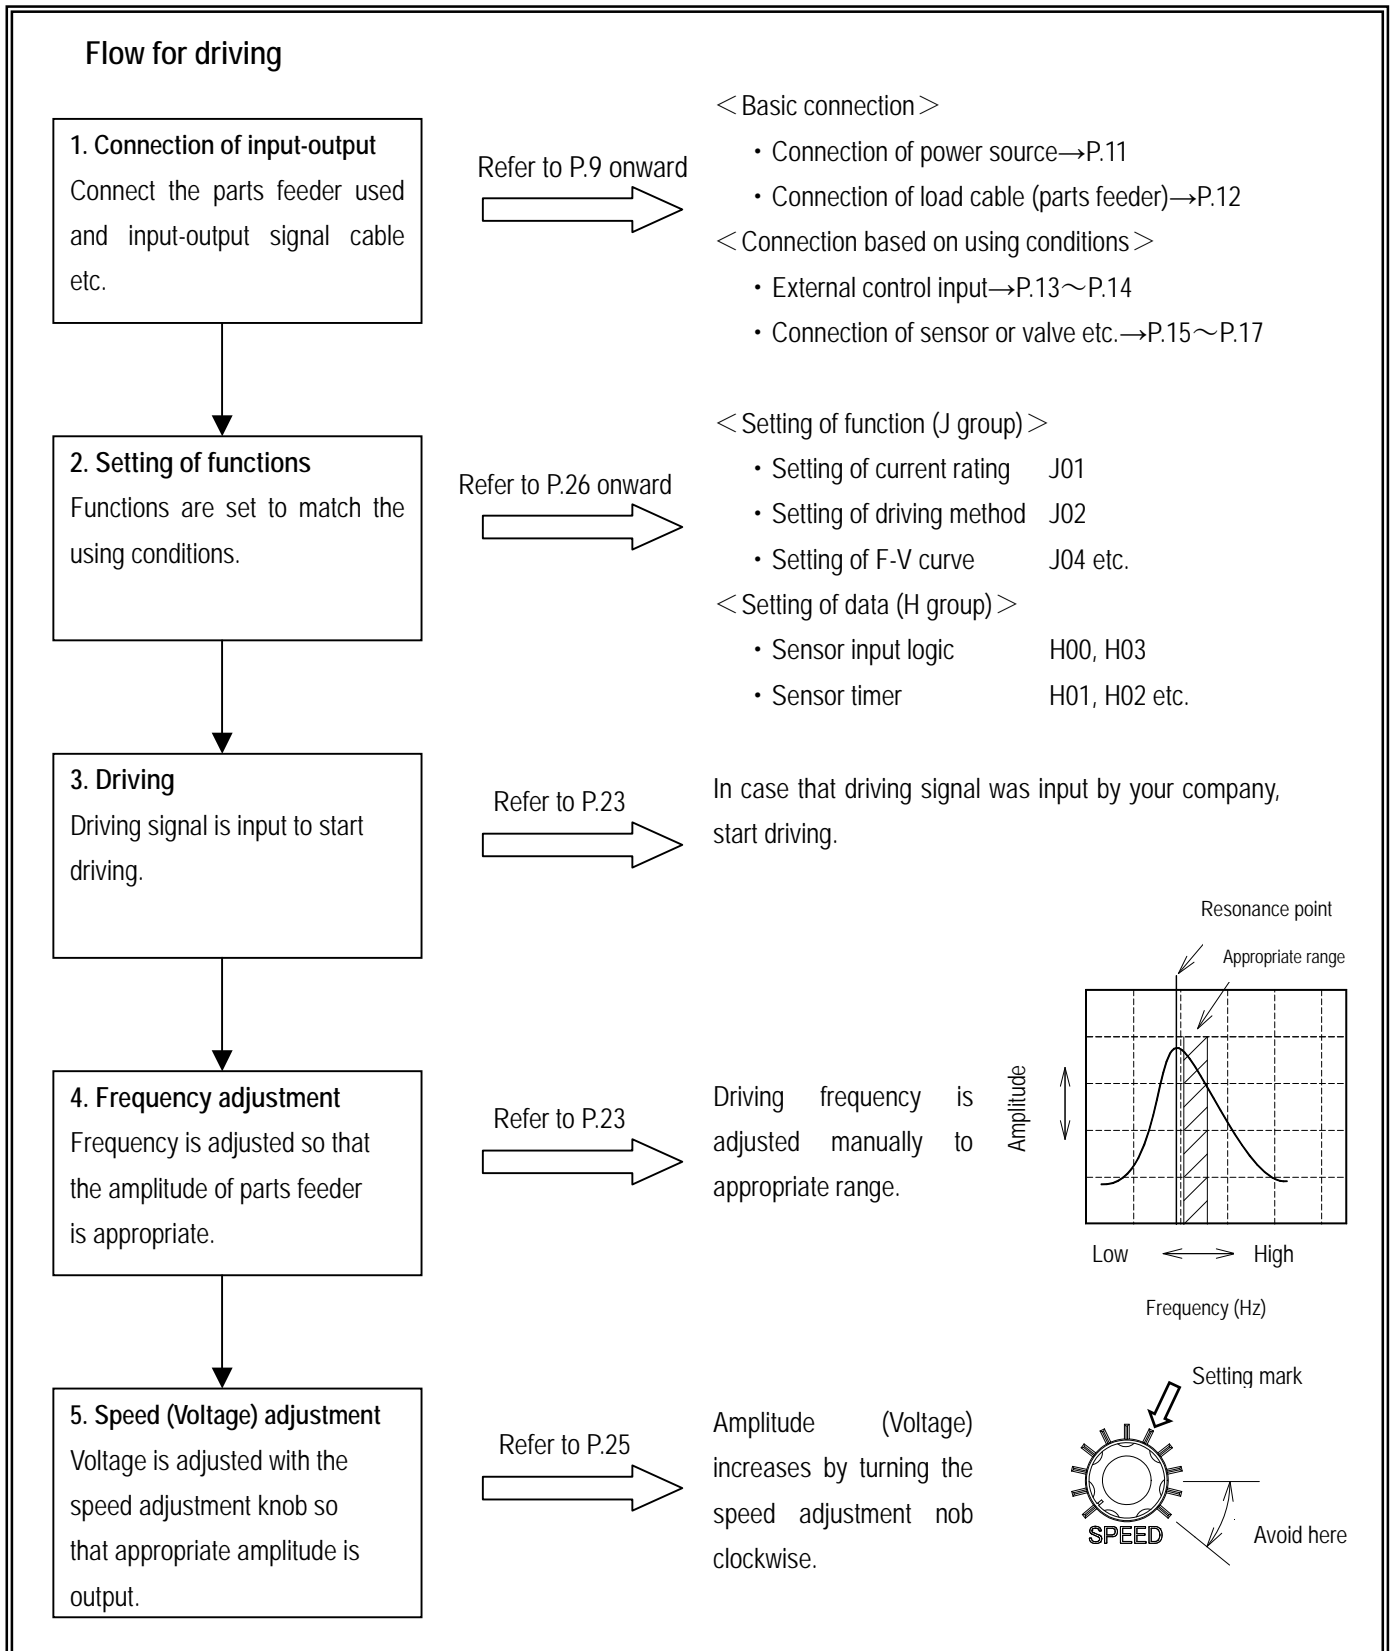 Flow for driving
1. Connection of input-output
Connect the parts feeder used
and input-output signal cable
etc.
Refer to P.9 onward
＜Basic connection＞
・Connection of power source→P.11
・Connection of load cable (parts feeder)→P.12
＜Connection based on using conditions＞
・External control input→P.13～P.14
・Connection of sensor or valve etc.→P.15～P.17
2. Setting of functions
Functions are set to match the
using conditions.
Refer to P.26 onward
＜Setting of function (J group)＞
・Setting of current rating J01
・Setting of driving method J02
・Setting of F-V curve J04 etc.
＜Setting of data (H group)＞
・Sensor input logic H00, H03
・Sensor timer H01, H02 etc.
3. Driving
Driving signal is input to start
driving.
Refer to P.23
In case that driving signal was input by your company,
start driving.
4. Frequency adjustment
Frequency is adjusted so that
the amplitude of parts feeder
is appropriate.
Refer to P.23
Driving frequency is
adjusted manually to
appropriate range.
Resonance point
Appropriate range
Amplitude
Low High
Frequency (Hz)
5. Speed (Voltage) adjustment
Voltage is adjusted with the
speed adjustment knob so
that appropriate amplitude is
output.
Refer to P.25
Amplitude (Voltage)
increases by turning the
speed adjustment nob
clockwise.
Setting mark
SPEED
Avoid here